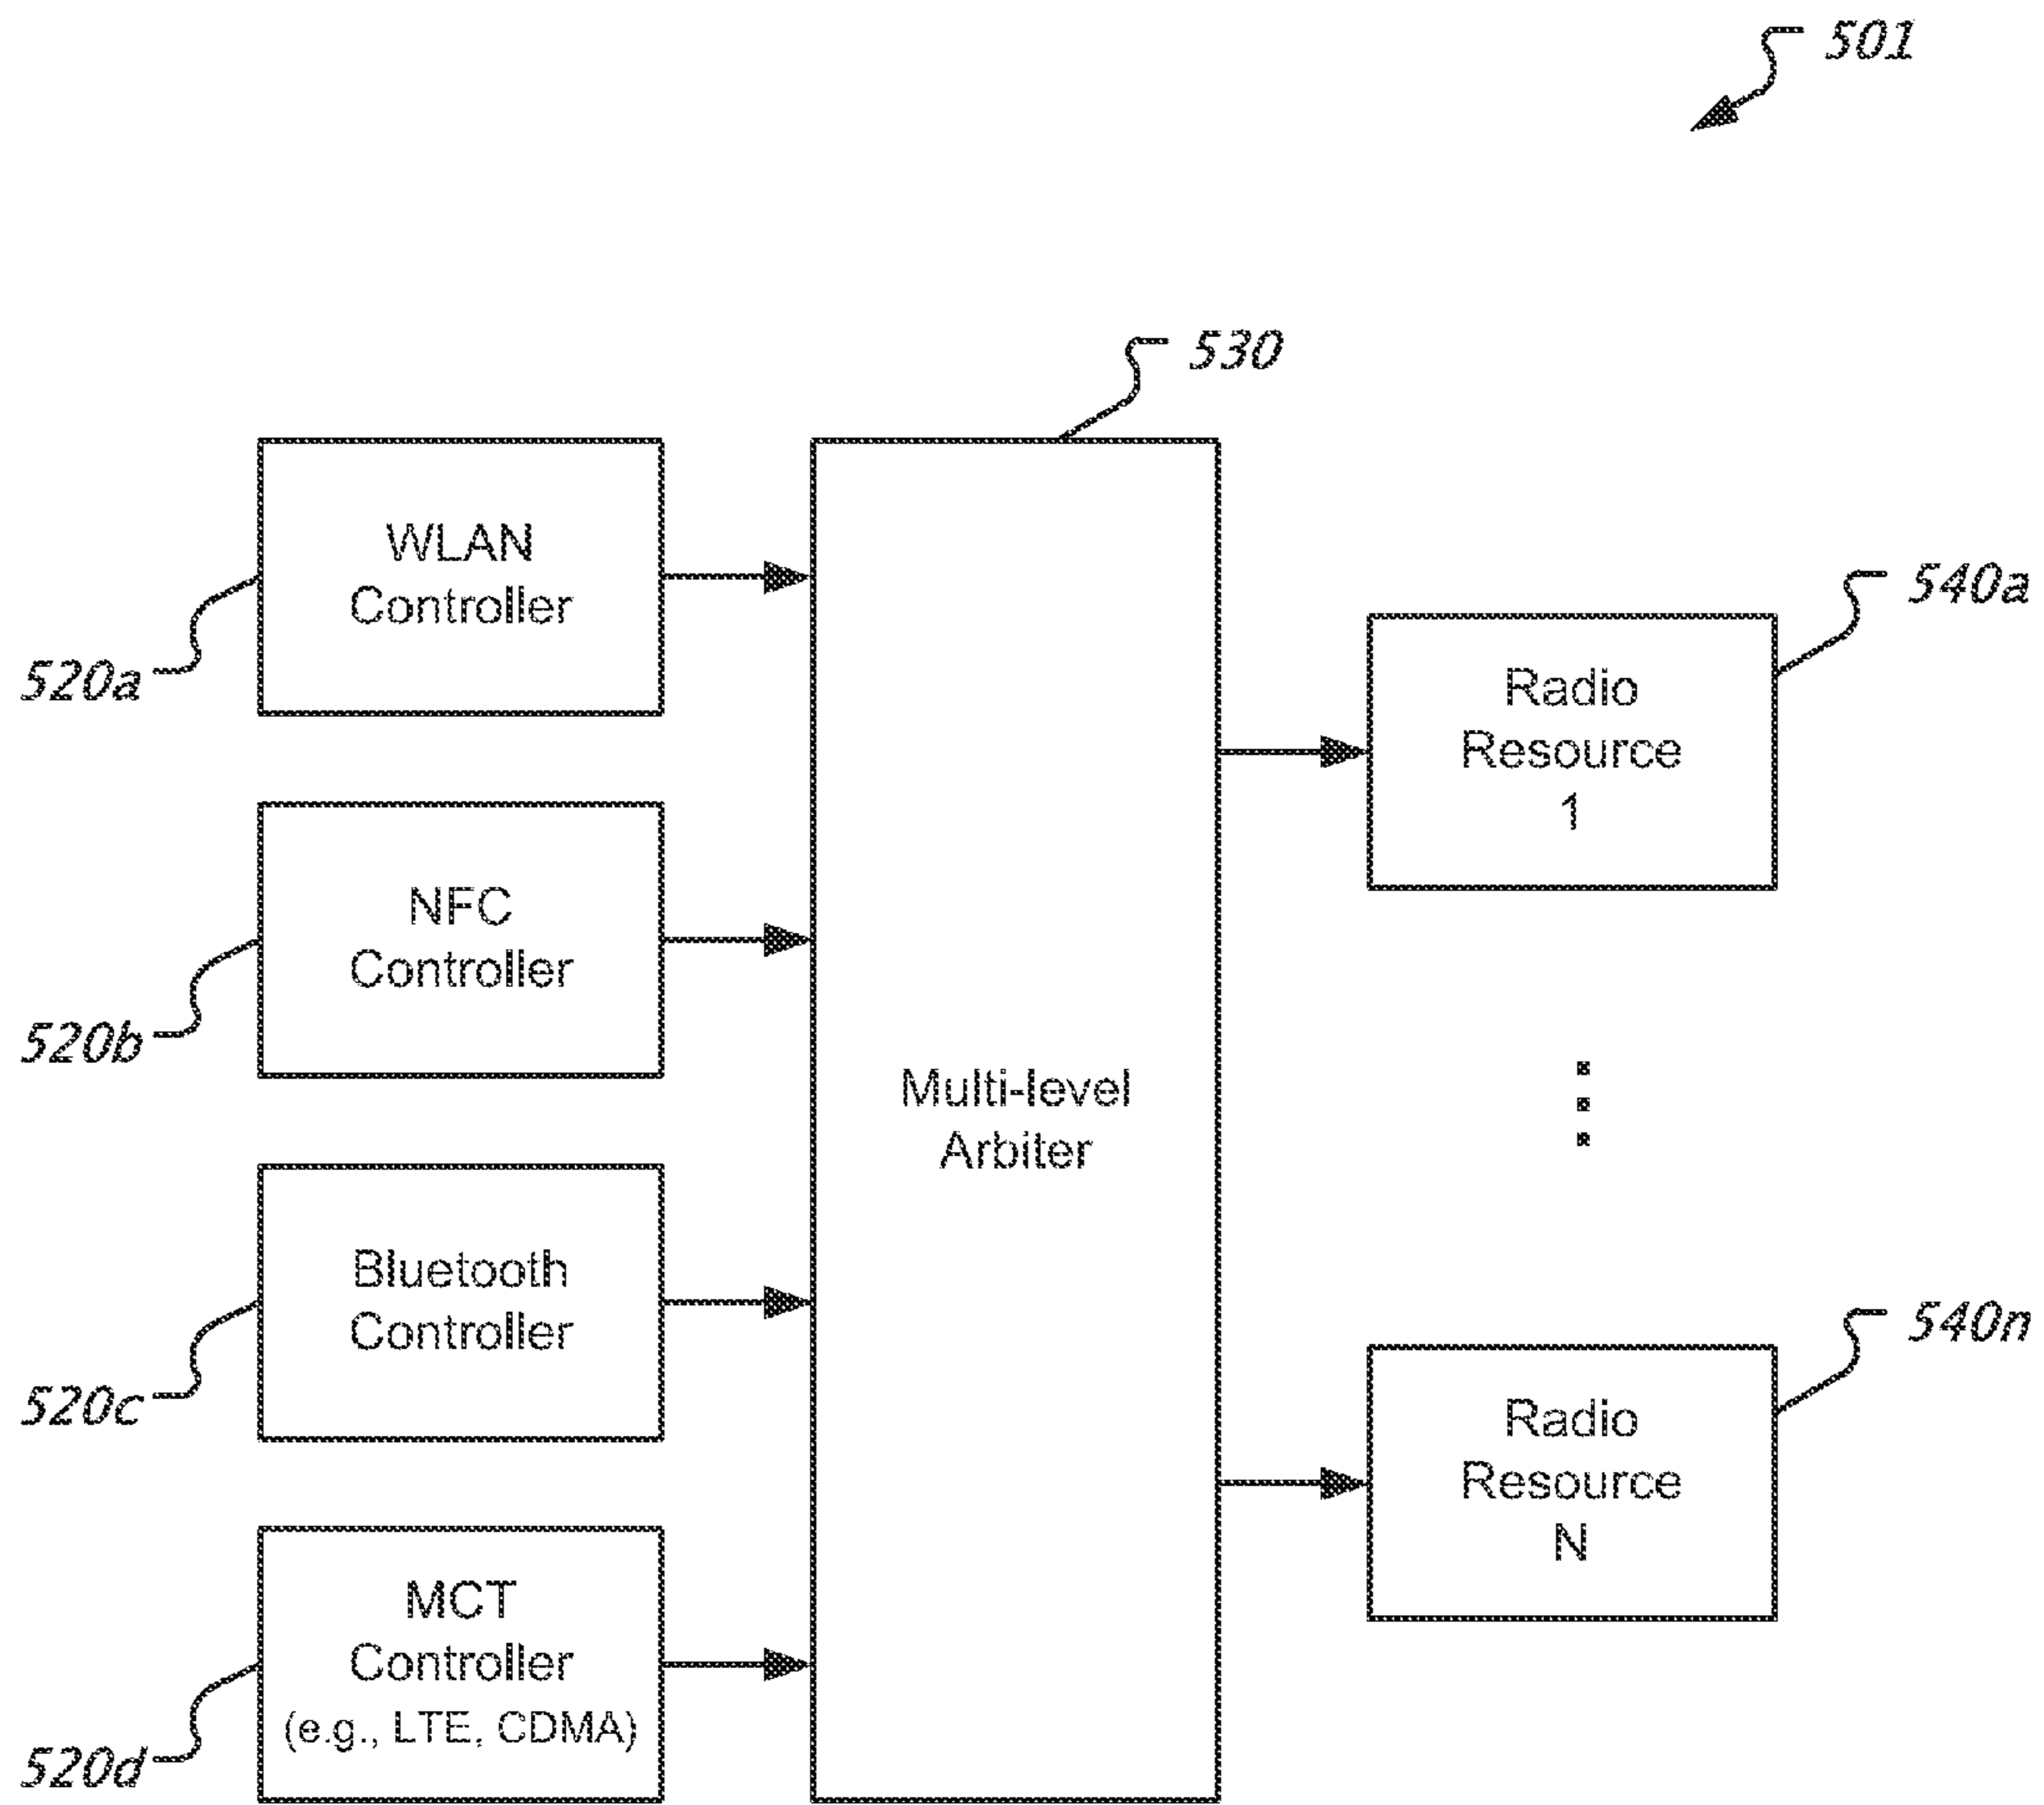 501
530
WLAN
Controller
520a
540a
Radio
Resource
1
NFC
Controller
520b
Multi-level
Arbiter
Bluetooth
Controller
520c
540n
Radio
Resource
N
MCT
Controller
(e.g., LTE, CDMA)
520d